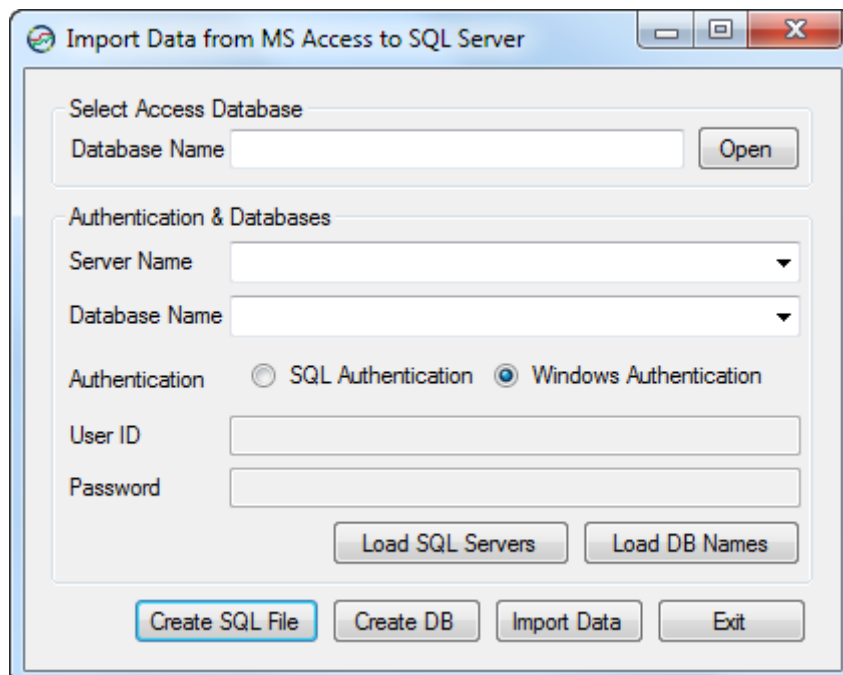 Import Data from MS Access to SQL Server
Select Access Database
Database Name Open
Authentication & Databases
Server Name
Database Name
Authentication SQL Authentication Windows Authentication
User ID
Password
Load SQL Servers Load DB Names
Create SQL File Create DB Import Data Exit